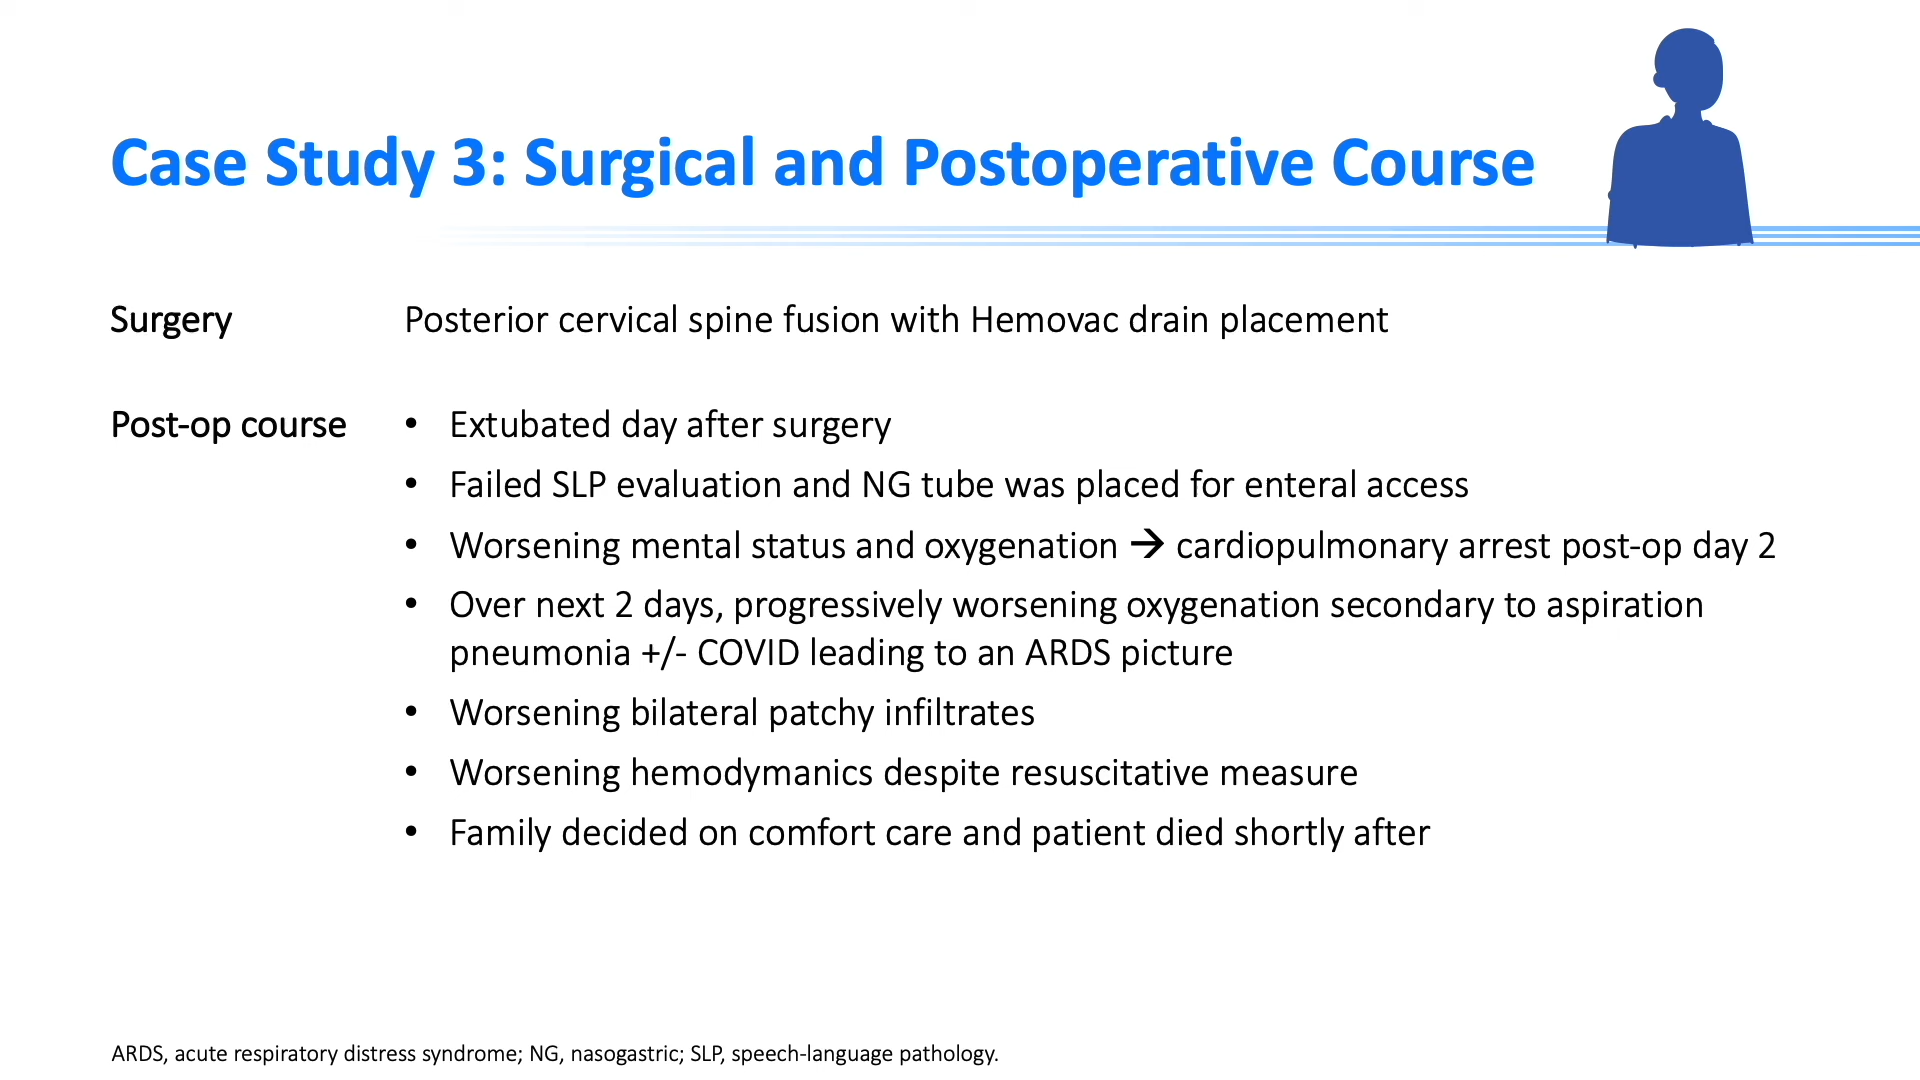 Case Study 3: Surgical and Postoperative Course
Surgery
Posterior cervical spine fusion with Hemovac drain placement
Post-op course
• Extubated day after surgery
• Failed SLP evaluation and NG tube was placed for enteral access
• Worsening mental status and oxygenation → cardiopulmonary arrest post-op day 2
• Over next 2 days, progressively worsening oxygenation secondary to aspiration
pneumonia +/- COVID leading to an ARDS picture
• Worsening bilateral patchy infiltrates
• Worsening hemodymanics despite resuscitative measure
• Family decided on comfort care and patient died shortly after
ARDS, acute respiratory distress syndrome; NG, nasogastric; SLP, speech-language pathology.